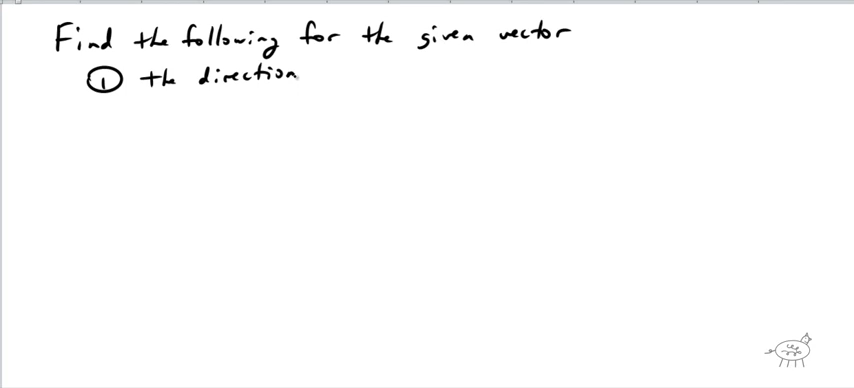 Find the following for the given vector
① the direction